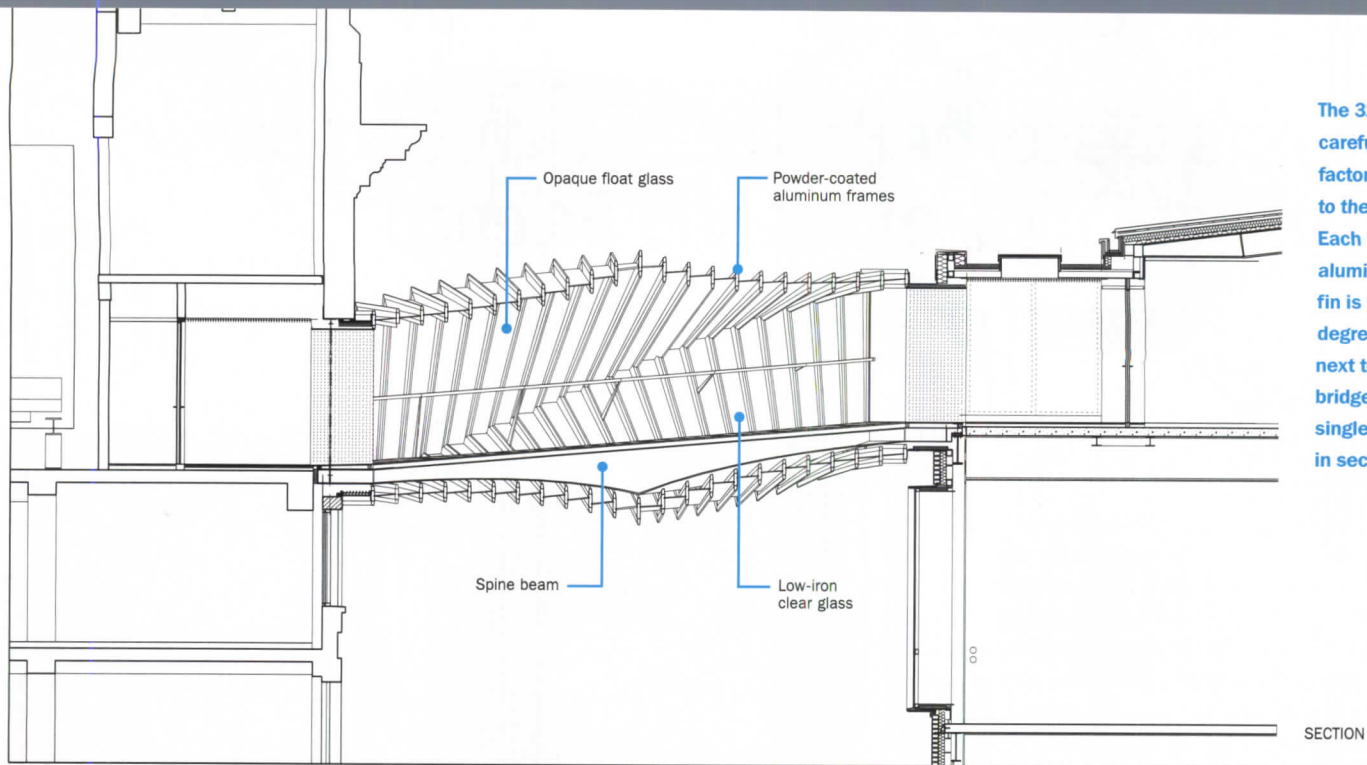 Opaque float glass
Powder-coated
aluminum frames
Spine beam
Low-iron
clear glass
The 3
careful
factor
to the
Each
alumi
fin is
degre
next t
bridge
single
in sec
SECTION